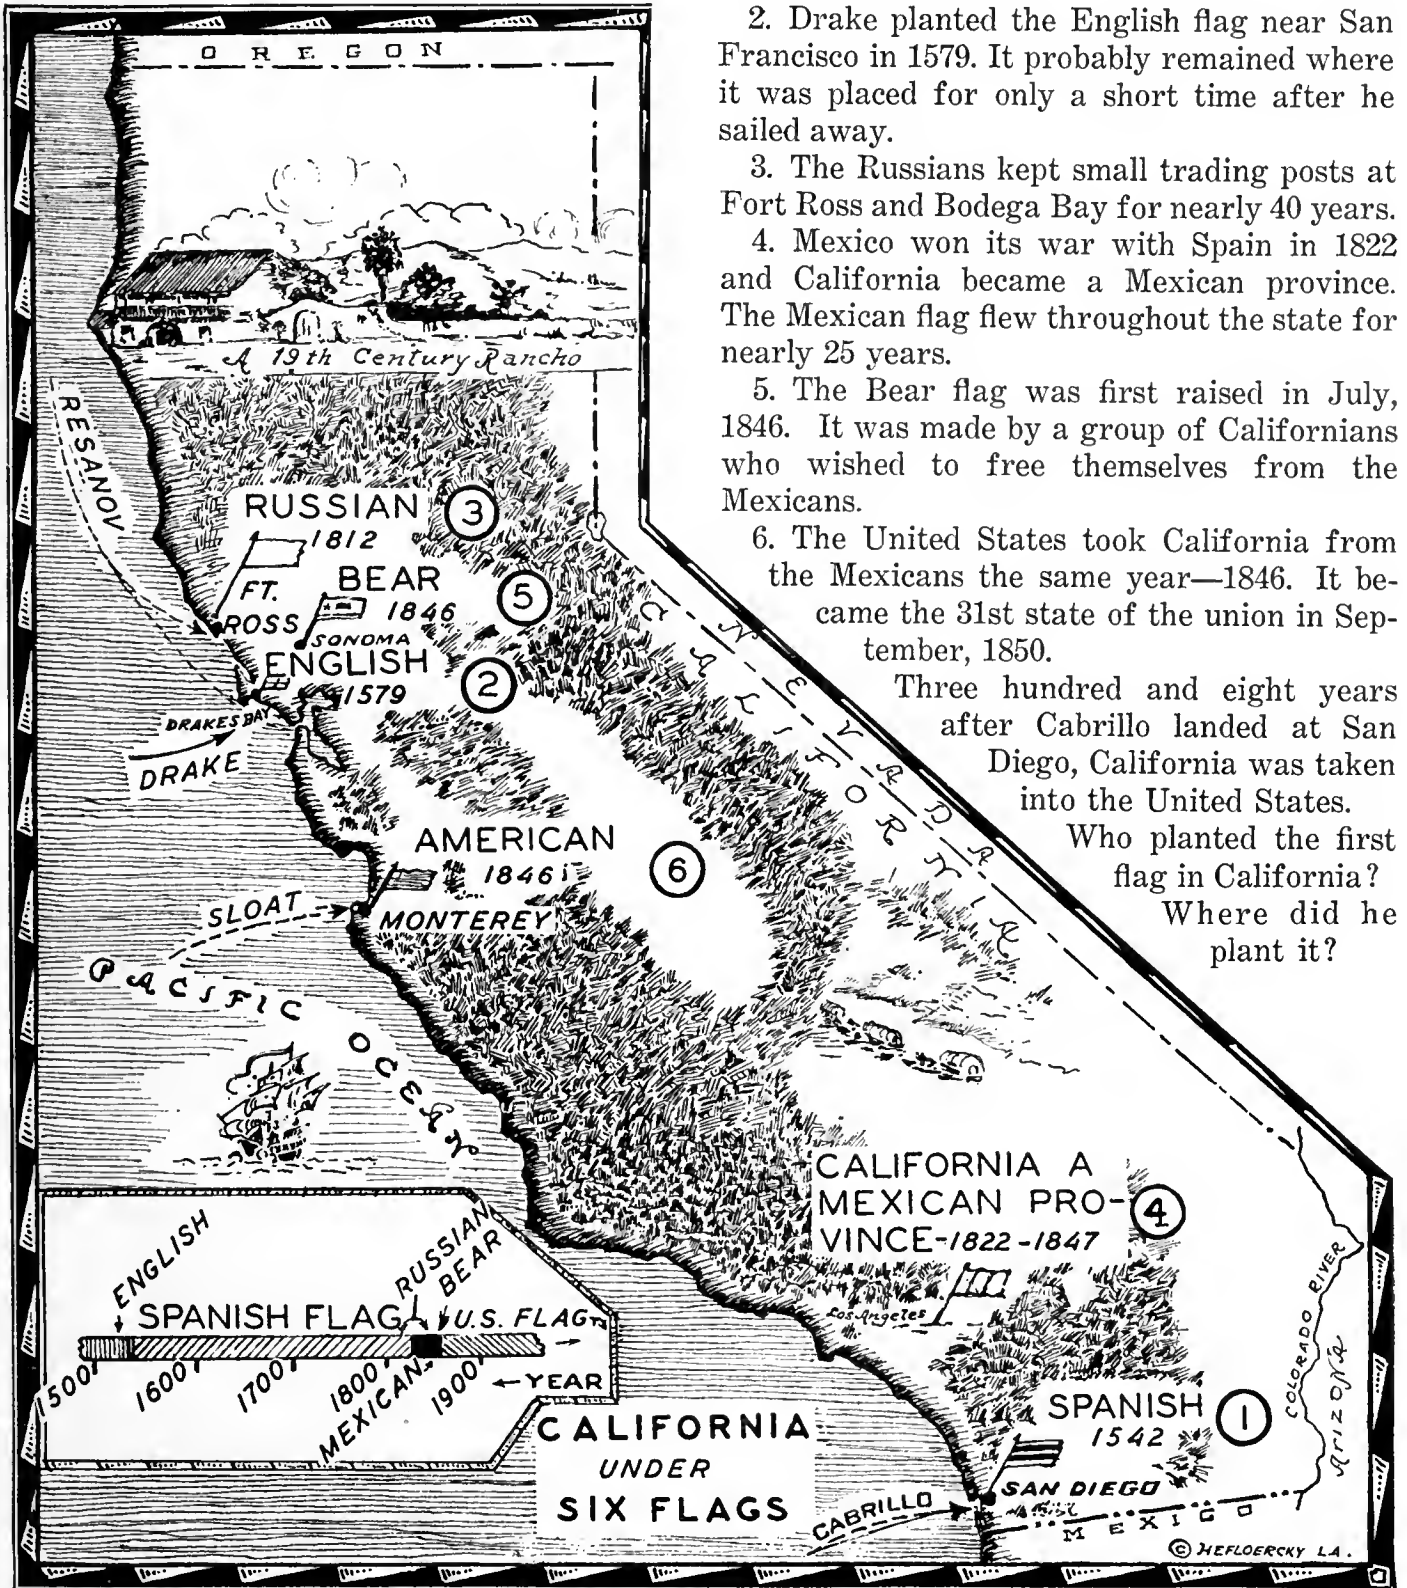 2. Drake planted the English flag near San
Francisco in 1579. It probably remained where
it was placed for only a short time after he
sailed away.
3. The Russians kept small trading posts at
Fort Ross and Bodega Bay for nearly 40 years.
4. Mexico won its war with Spain in 1822
and California became a Mexican province.
The Mexican flag flew throughout the state for
nearly 25 years.
5. The Bear flag was first raised in July,
1846. It was made by a group of Californians
who wished to free themselves from the
Mexicans.
6. The United States took California from
the Mexicans the same year—1846. It be-
came the 31st state of the union in Sep-
tember, 1850.
Three hundred and eight years
after Cabrillo landed at San
Diego, California was taken
into the United States.
Who planted the first
flag in California?
Where did he
plant it?
OREGON
A 19th Century Rancho
RESANOV
RUSSIAN
1812
3
FT.
ROSS
BEAR
1846
5
SONOMA
ENGLISH
1579
2
DRAKES BAY
DRAKE
NEVADA
CALIFORNIA
AMERICAN
1846
6
SLOAT
MONTEREY
PACIFIC OCEAN
CALIFORNIA A
MEXICAN PRO-
VINCE-1822-1847
4
Los Angeles
COLORADO RIVER
ARIZONA
SPANISH
1542
1
SAN DIEGO
CABRILLO
MEXICO
ENGLISH
SPANISH FLAG
RUSSIAN
BEAR
U.S. FLAG
1500
1600
1700
1800
MEXICAN
1900
←YEAR
CALIFORNIA
UNDER
SIX FLAGS
© HEFLOERCKY L.A.